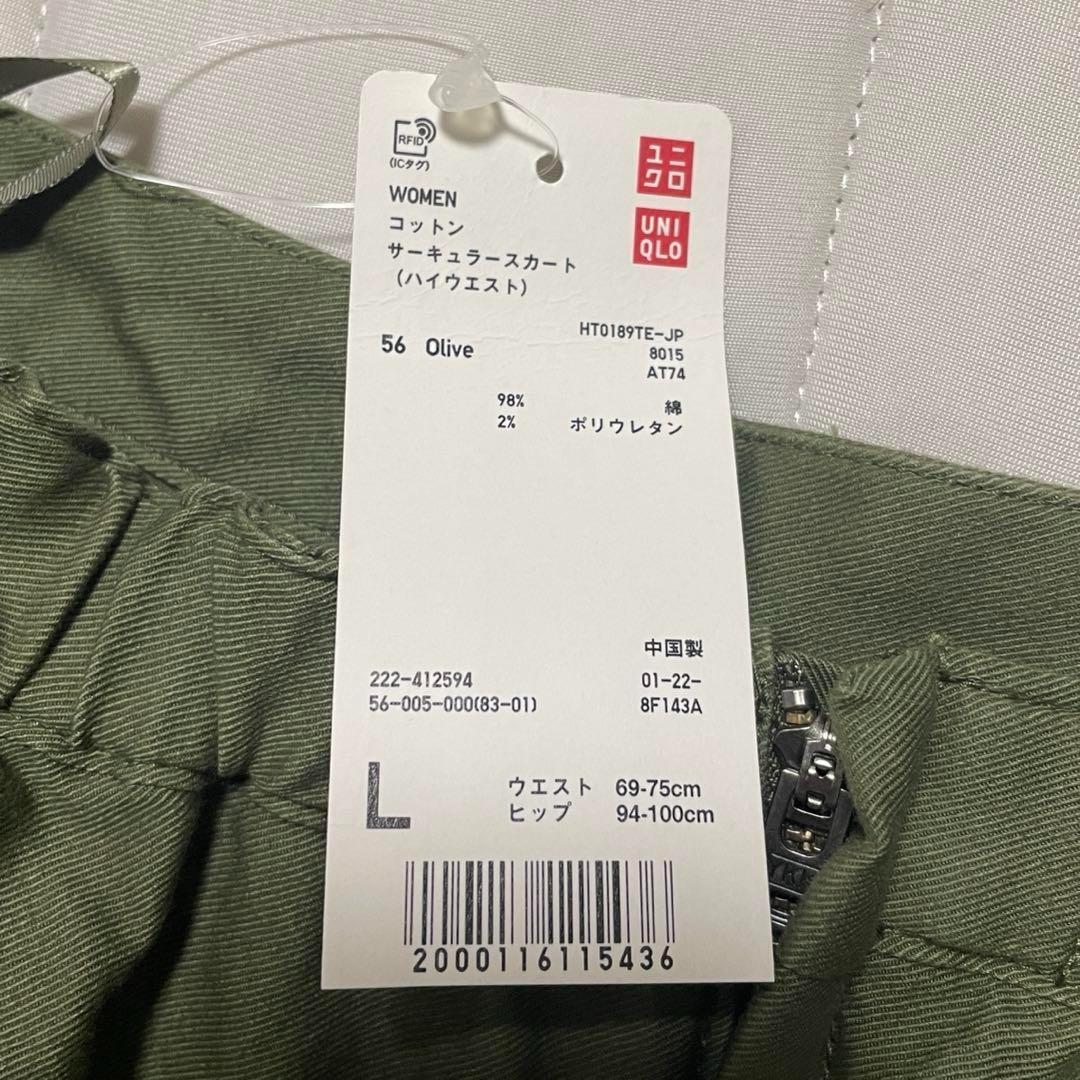 RFID
(ICタグ)
ユニ
クロ
UNI
QLO
WOMEN
コットン
サーキュラースカート
(ハイウエスト)
56 Olive
HT0189TE-JP
8015
AT74
98% 綿
2% ポリウレタン
中国製
222-412594 01-22-
56-005-000(83-01) 8F143A
L
ウエスト 69-75cm
ヒップ 94-100cm
2000116115436
YKK